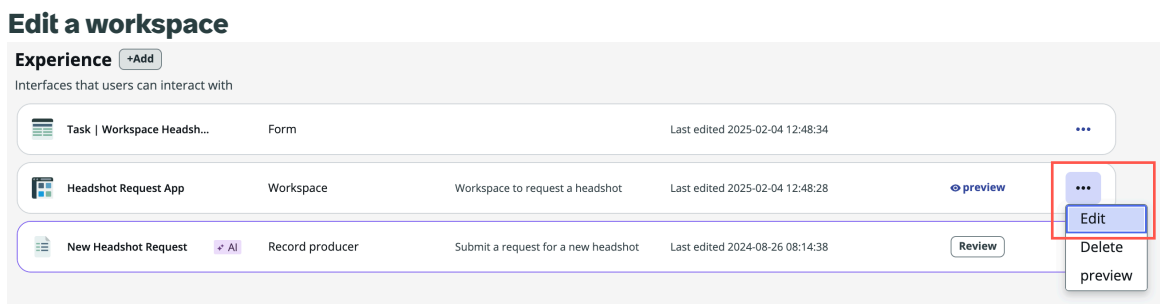 Edit a workspace
Experience +Add
Interfaces that users can interact with
Task | Workspace Headsh... Form Last edited 2025-02-04 12:48:34 •••
Headshot Request App Workspace Workspace to request a headshot Last edited 2025-02-04 12:48:28 preview •••
Edit
New Headshot Request AI Record producer Submit a request for a new headshot Last edited 2024-08-26 08:14:38 Review
Delete
preview